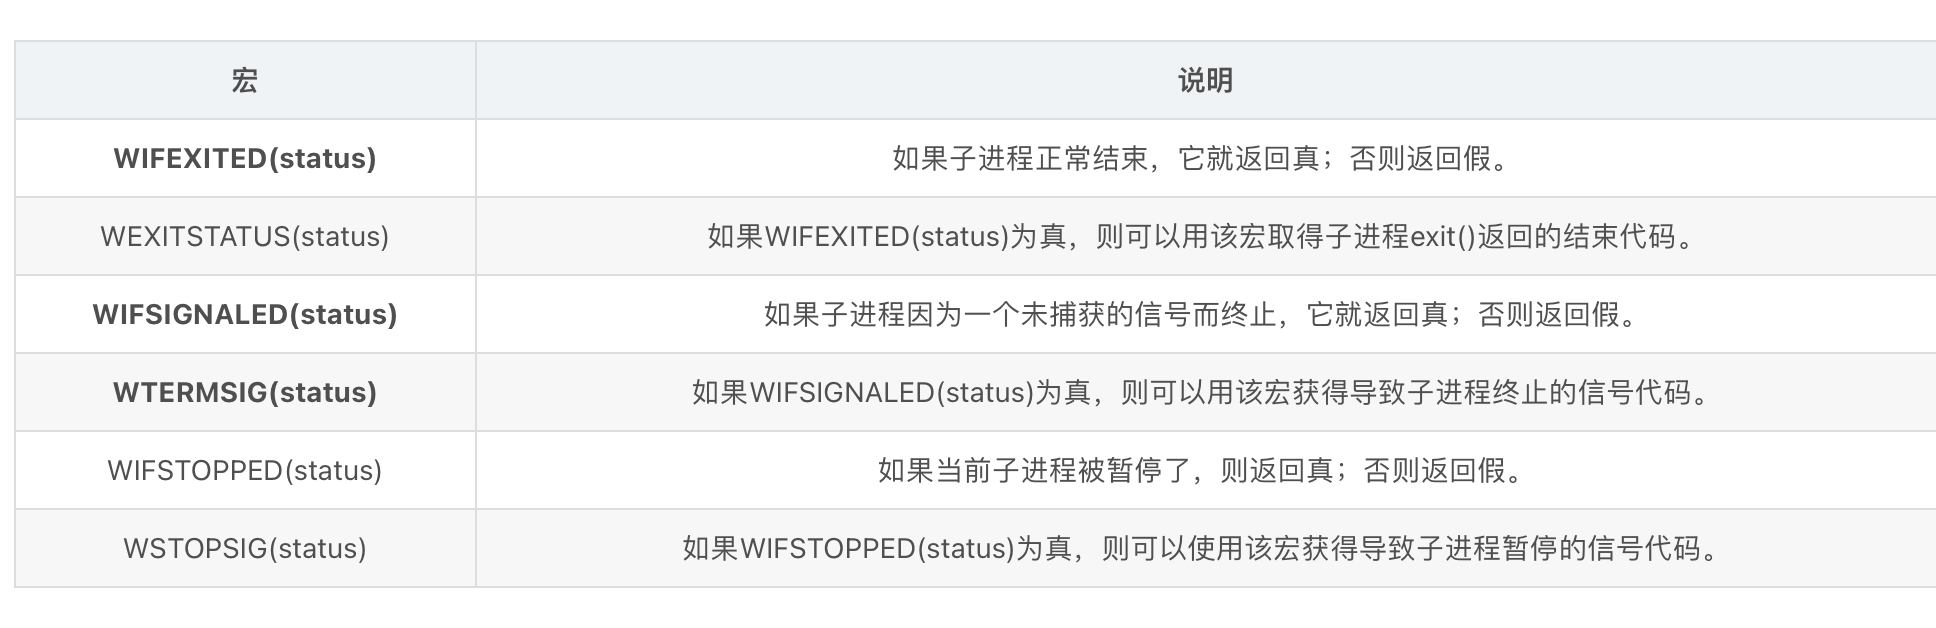 宏 说明
WIFEXITED(status) 如果子进程正常结束，它就返回真；否则返回假。
WEXITSTATUS(status) 如果WIFEXITED(status)为真，则可以用该宏取得子进程exit()返回的结束代码。
WIFSIGNALED(status) 如果子进程因为一个未捕获的信号而终止，它就返回真；否则返回假。
WTERMSIG(status) 如果WIFSIGNALED(status)为真，则可以用该宏获得导致子进程终止的信号代码。
WIFSTOPPED(status) 如果当前子进程被暂停了，则返回真；否则返回假。
WSTOPSIG(status) 如果WIFSTOPPED(status)为真，则可以使用该宏获得导致子进程暂停的信号代码。